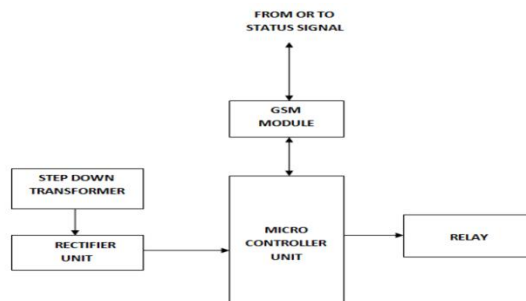 FROM OR TO
STATUS SIGNAL
GSM
MODULE
STEP DOWN
TRANSFORMER
RECTIFIER
UNIT
MICRO
CONTROLLER
UNIT
RELAY